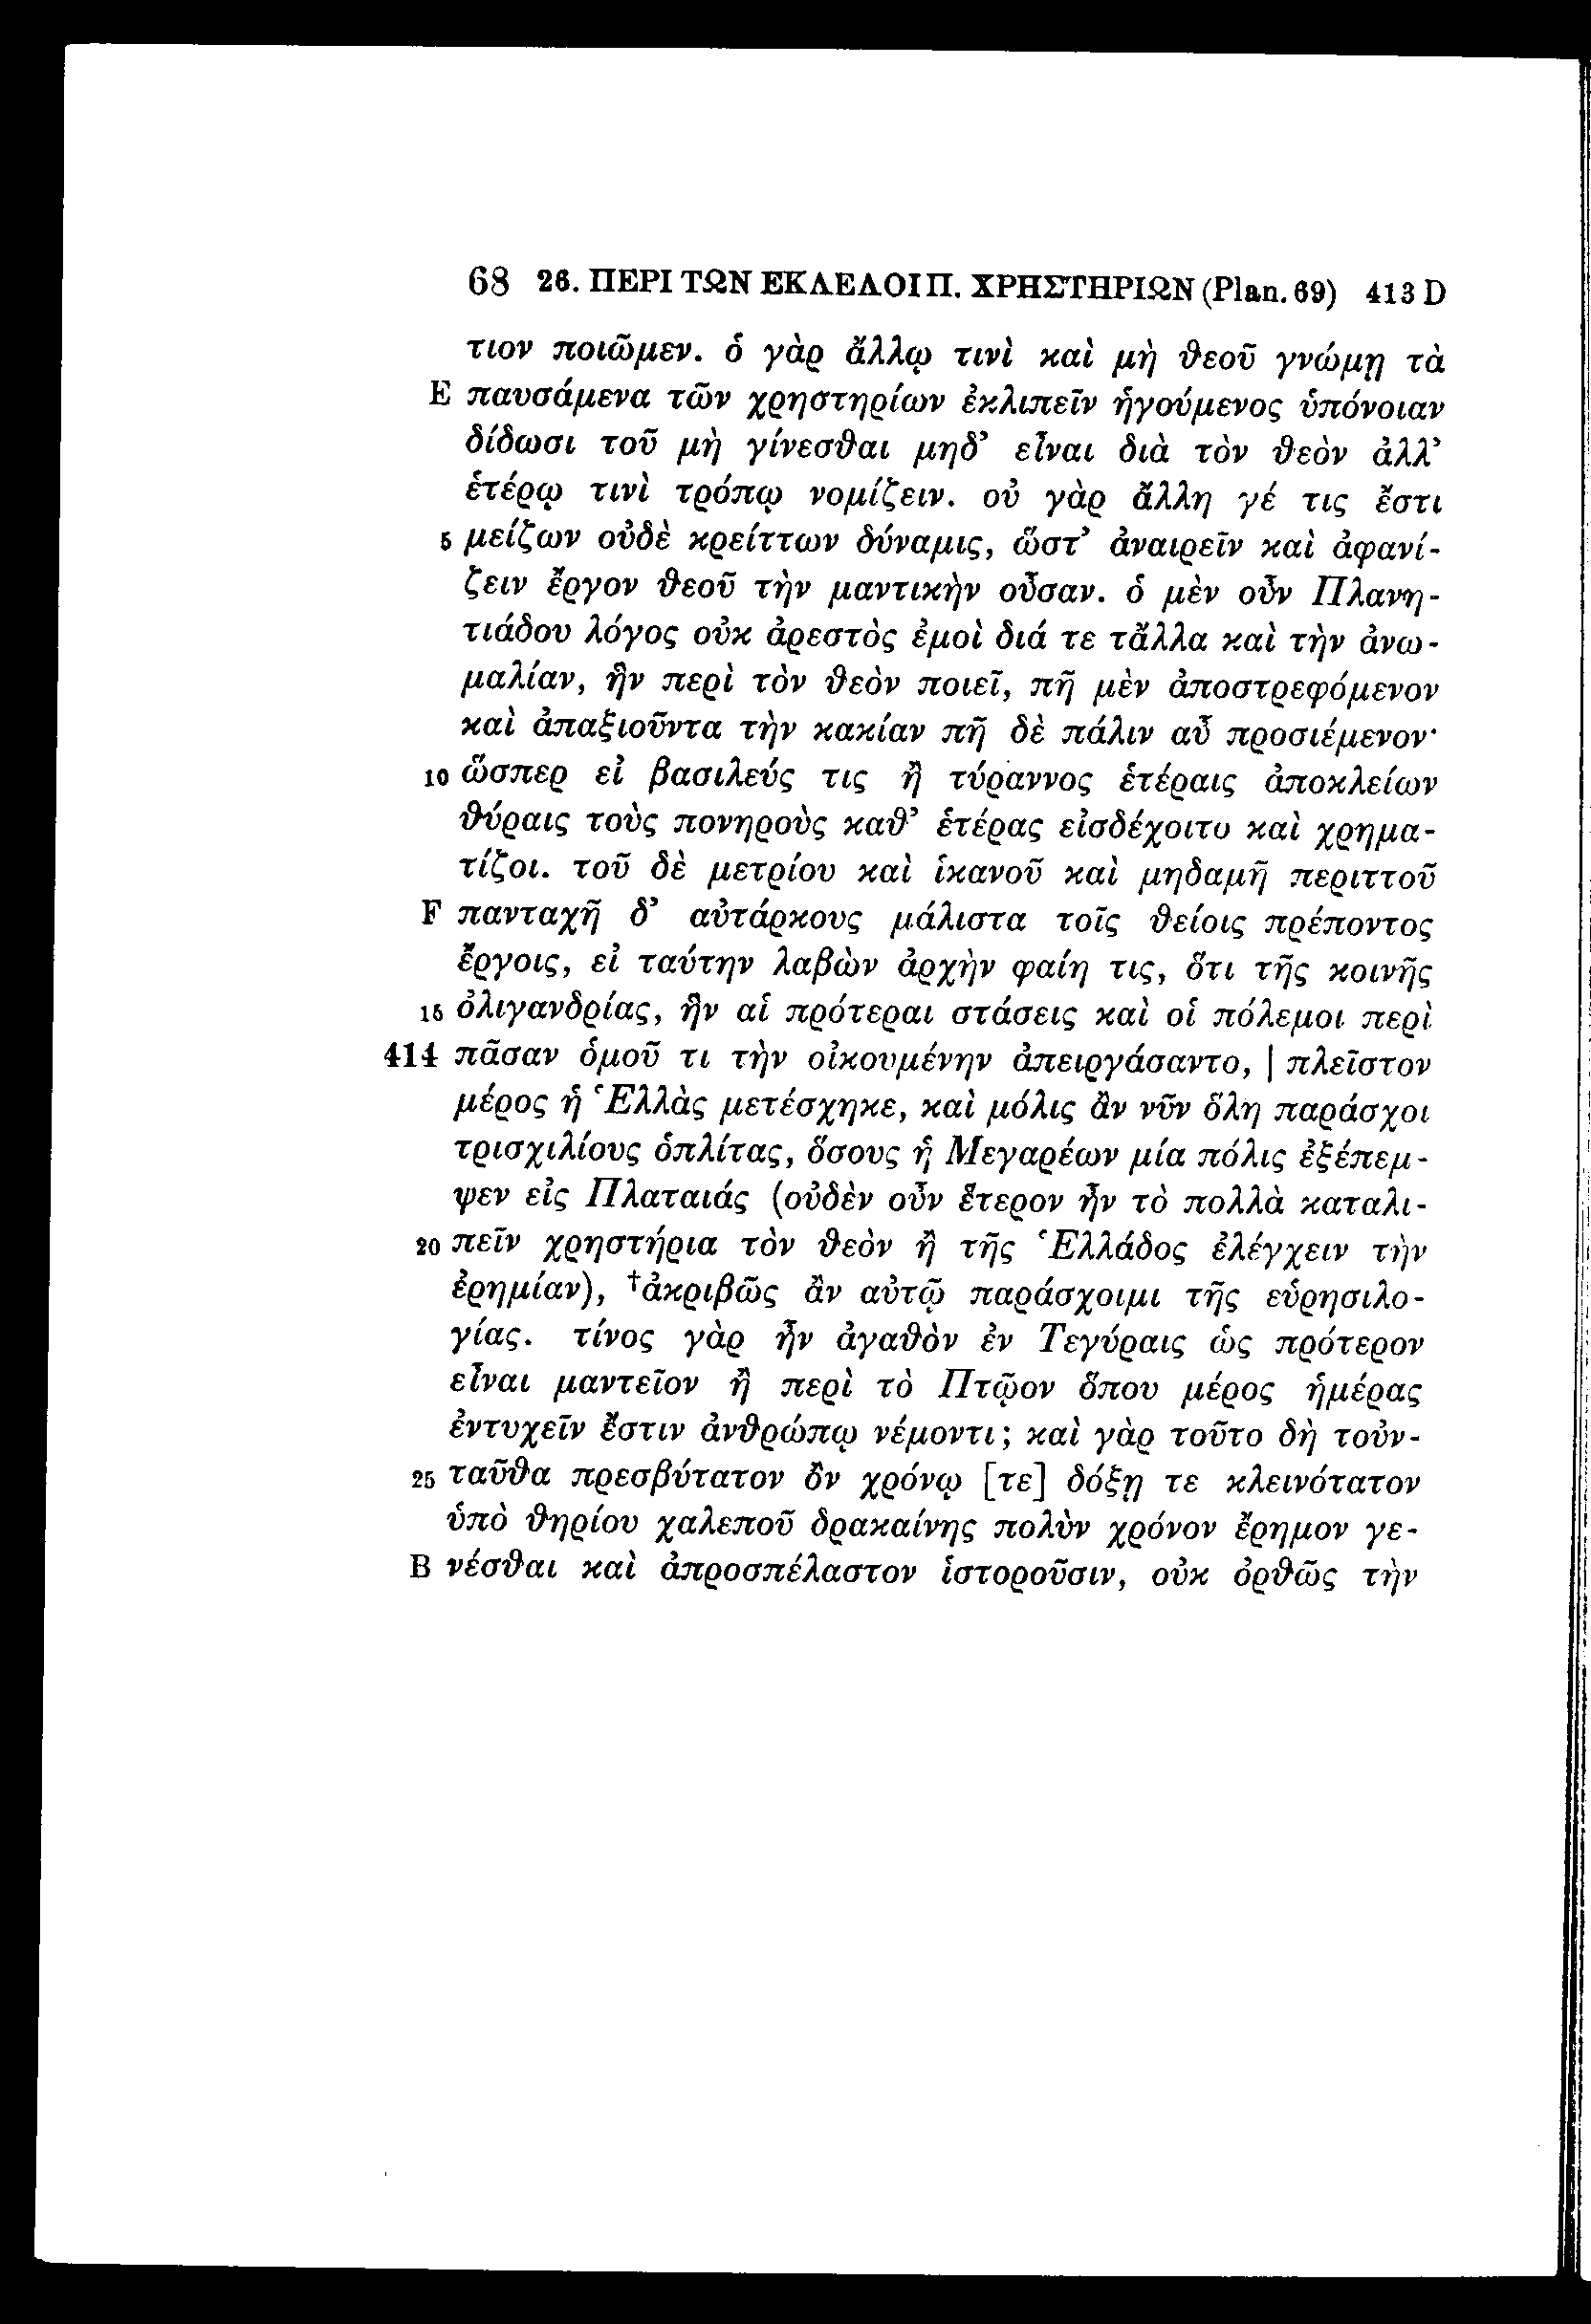 68 26. ΠΕΡΙ ΤΩΝ ΕΚΛΕΛΟΙΠ. ΧΡΗΣΤΗΡΙΩΝ (Plan. 69) 413 D
τιον ποιῶμεν. ὁ γὰρ ἄλλῳ τινὶ καὶ μὴ θεοῦ γνώμῃ τὰ
E παυσάμενα τῶν χρηστηρίων ἐκλιπεῖν ἡγούμενος ὑπόνοιαν
δίδωσι τοῦ μὴ γίνεσθαι μηδ’ εἶναι διὰ τὸν θεὸν ἀλλ’
ἑτέρῳ τινὶ τρόπῳ νομίζειν. οὐ γὰρ ἄλλη γέ τις ἔστι
5 μείζων οὐδὲ κρείττων δύναμις, ὥστ’ ἀναιρεῖν καὶ ἀφανί-
ζειν ἔργον θεοῦ τὴν μαντικὴν οὖσαν. ὁ μὲν οὖν Πλανη-
τιάδου λόγος οὐκ ἀρεστὸς ἐμοὶ διά τε τἄλλα καὶ τὴν ἀνω-
μαλίαν, ἣν περὶ τὸν θεὸν ποιεῖ, πῆ μὲν ἀποστρεφόμενον
καὶ ἀπαξιοῦντα τὴν κακίαν πῆ δὲ πάλιν αὖ προσιέμενον·
10 ὥσπερ εἰ βασιλεύς τις ἢ τύραννος ἑτέραις ἀποκλείων
θύραις τοὺς πονηροὺς καθ’ ἑτέρας εἰσδέχοιτο καὶ χρημα-
τίζοι. τοῦ δὲ μετρίου καὶ ἱκανοῦ καὶ μηδαμῆ περιττοῦ
F πανταχῆ δ’ αὐτάρκους μάλιστα τοῖς θείοις πρέποντος
ἔργοις, εἰ ταύτην λαβὼν ἀρχὴν φαίη τις, ὅτι τῆς κοινῆς
15 ὀλιγανδρίας, ἣν αἱ πρότεραι στάσεις καὶ οἱ πόλεμοι περὶ
414 πᾶσαν ὁμοῦ τι τὴν οἰκουμένην ἀπειργάσαντο, | πλεῖστον
μέρος ἡ Ἑλλὰς μετέσχηκε, καὶ μόλις ἂν νῦν ὅλη παράσχοι
τρισχιλίους ὁπλίτας, ὅσους ἡ Μεγαρέων μία πόλις ἐξέπεμ-
ψεν εἰς Πλαταιάς (οὐδὲν οὖν ἕτερον ἦν τὸ πολλὰ καταλι-
20 πεῖν χρηστήρια τὸν θεὸν ἢ τῆς Ἑλλάδος ἐλέγχειν τὴν
ἐρημίαν), †ἀκριβῶς ἂν αὐτῷ παράσχοιμι τῆς εὑρησιλο-
γίας. τίνος γὰρ ἦν ἀγαθὸν ἐν Τεγύραις ὡς πρότερον
εἶναι μαντεῖον ἢ περὶ τὸ Πτῷον ὅπου μέρος ἡμέρας
ἐντυχεῖν ἔστιν ἀνθρώπῳ νέμοντι; καὶ γὰρ τοῦτο δὴ τοὐν-
25 ταῦθα πρεσβύτατον ὂν χρόνῳ [τε] δόξῃ τε κλεινότατον
ὑπὸ θηρίου χαλεποῦ δρακαίνης πολὺν χρόνον ἔρημον γε-
B νέσθαι καὶ ἀπροσπέλαστον ἱστοροῦσιν, οὐκ ὀρθῶς τὴν